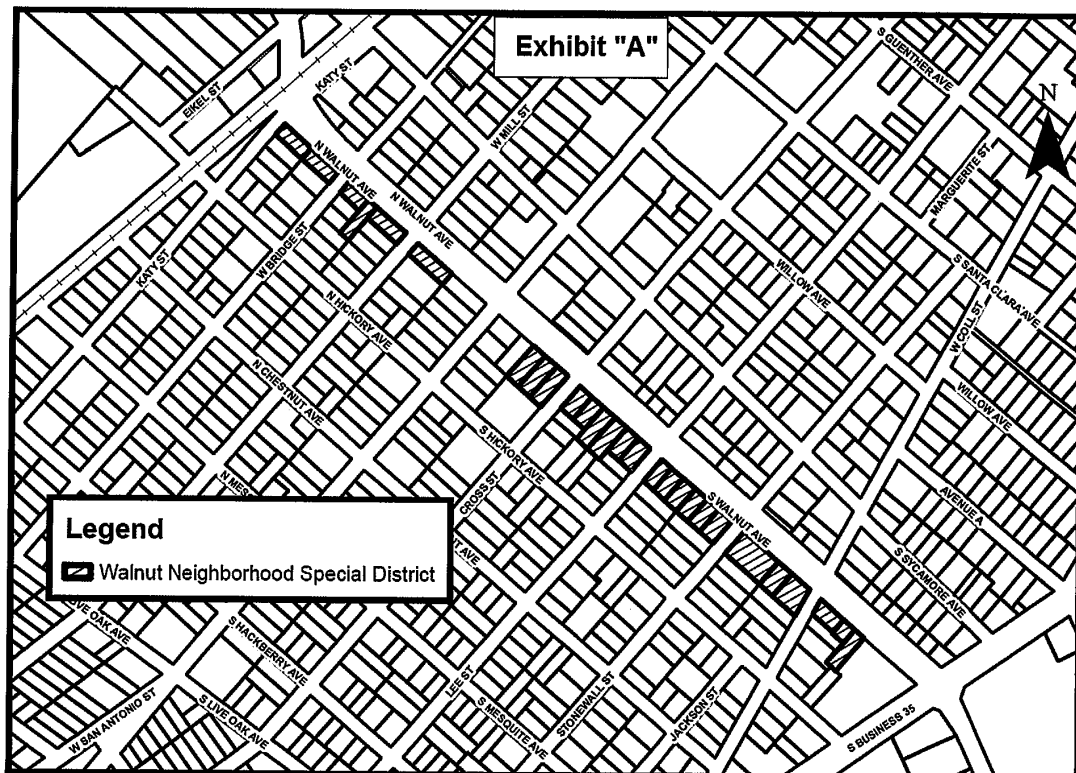 Exhibit "A"
S GUENTHER AVE
KATY ST
EIKEL ST
N
W MILL ST
MARGUERITE ST
N WALNUT AVE
N WALNUT AVE
W BRIDGE ST
KATY ST
WILLOW AVE
S SANTA CLARA AVE
W COLL ST
N HICKORY AVE
N CHESTNUT AVE
WILLOW AVE
S HICKORY AVE
CROSS ST
S WALNUT AVE
AVENUE A
S SYCAMORE AVE
N MES
UT AVE
Legend
Walnut Neighborhood Special District
VE OAK AVE
S HACKBERRY AVE
LEE ST
S MESQUITE AVE
STONEWALL ST
JACKSON ST
W SAN ANTONIO ST
S LIVE OAK AVE
S BUSINESS 35